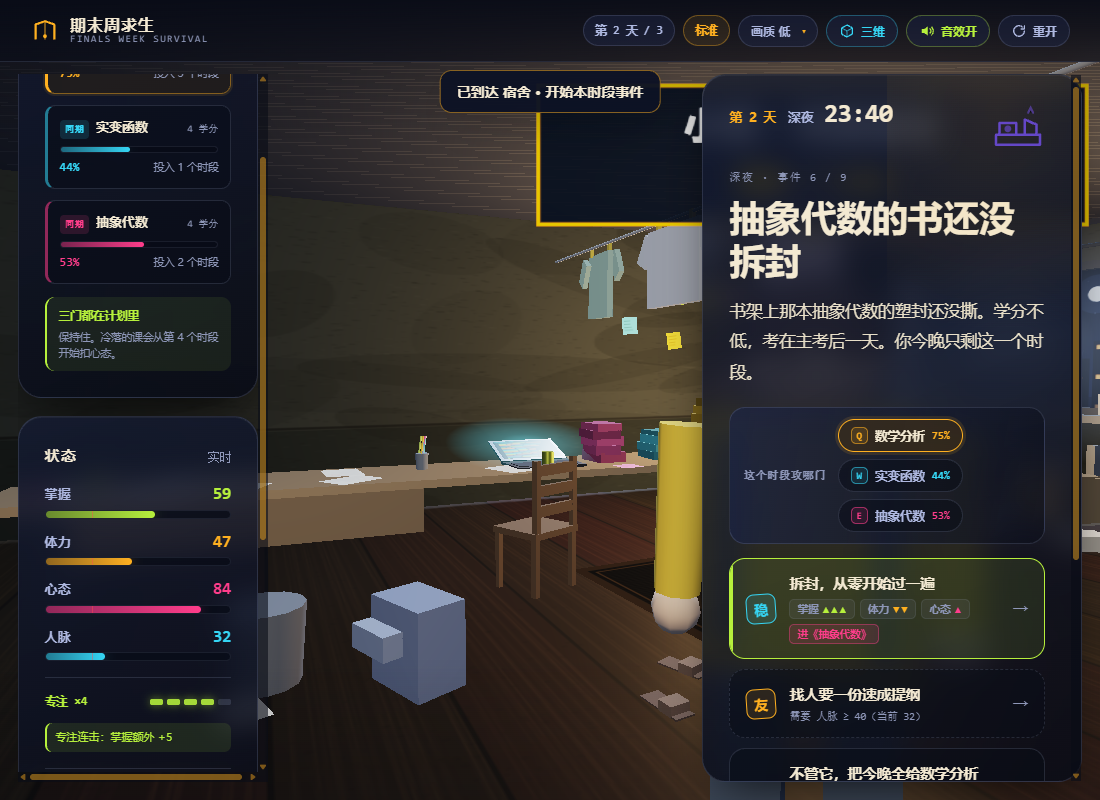 期末周求生
FINALS WEEK SURVIVAL
第 2 天 / 3
标准
画质 低
三维
音效开
重开
已到达 宿舍 • 开始本时段事件
75%
同期
实变函数
4 学分
44%
投入 1 个时段
同期
抽象代数
4 学分
53%
投入 2 个时段
三门都在计划里
保持住。冷落的课会从第 4 个时段
开始扣心态。
状态
实时
掌握
59
体力
47
心态
84
人脉
32
专注 x4
专注连击：掌握额外 +5
第 2 天 深夜 23:40
深夜 · 事件 6 / 9
抽象代数的书还没
拆封
书架上那本抽象代数的塑封还没撕。学分不
低，考在主考后一天。你今晚只剩这一个时
段。
这个时段攻哪门
Q 数学分析 75%
W 实变函数 44%
E 抽象代数 53%
稳
拆封，从零开始过一遍
掌握 ▲▲▲
体力 ▼▼
心态 ▲
进《抽象代数》
→
友
找人要一份速成提纲
需要 人脉 ≥ 40（当前 32）
→
不管它，把今晚全给数学分析